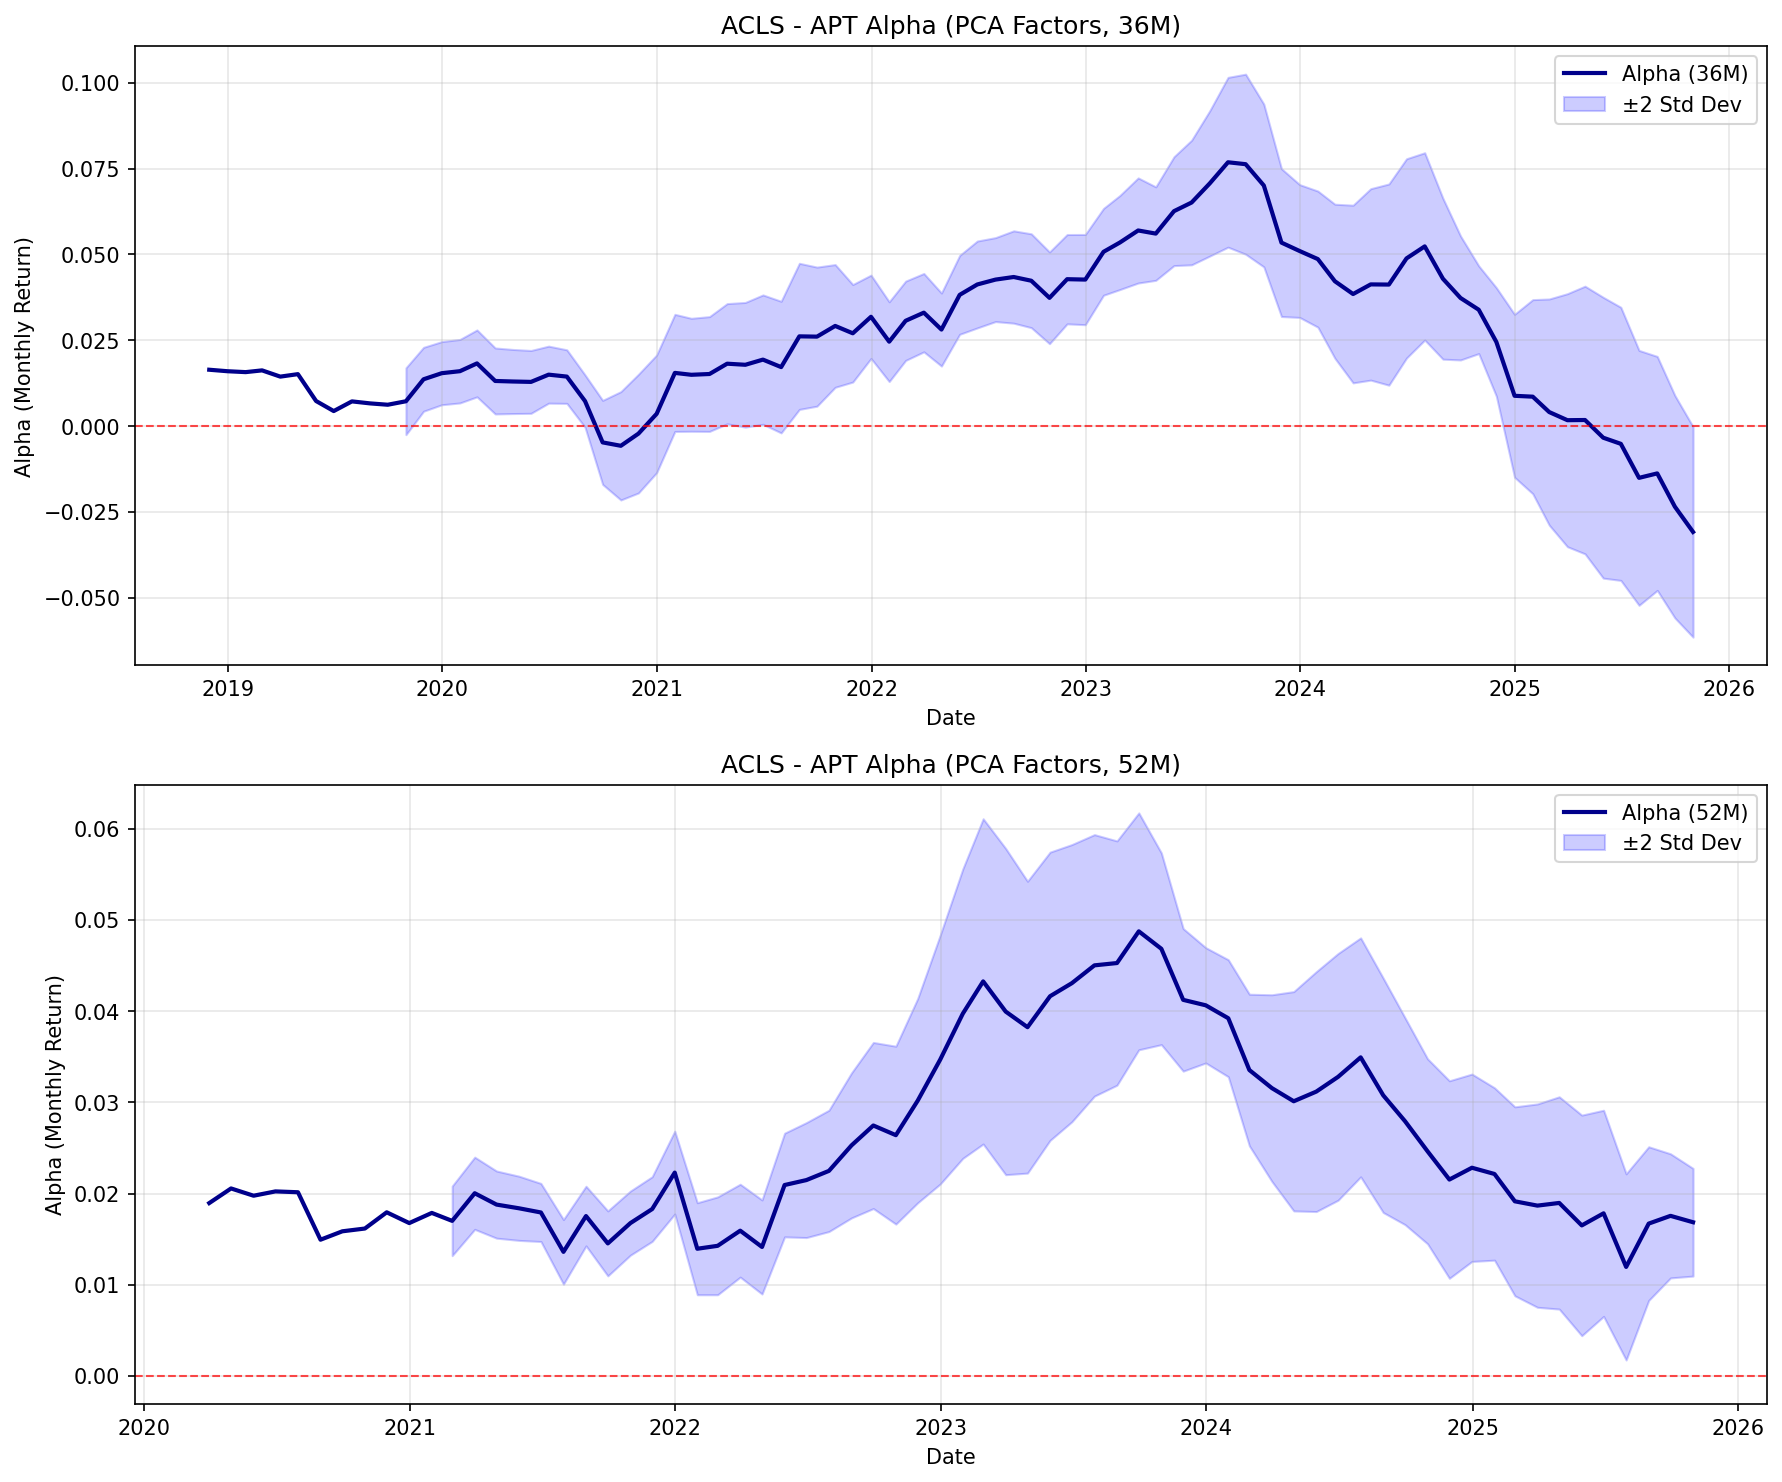 ACLS - APT Alpha (PCA Factors, 36M)
Alpha (36M)
±2 Std Dev
Alpha (Monthly Return)
0.100
0.075
0.050
0.025
0.000
−0.025
−0.050
2019 2020 2021 2022 2023 2024 2025 2026
Date
ACLS - APT Alpha (PCA Factors, 52M)
Alpha (52M)
±2 Std Dev
Alpha (Monthly Return)
0.06
0.05
0.04
0.03
0.02
0.01
0.00
2020 2021 2022 2023 2024 2025 2026
Date